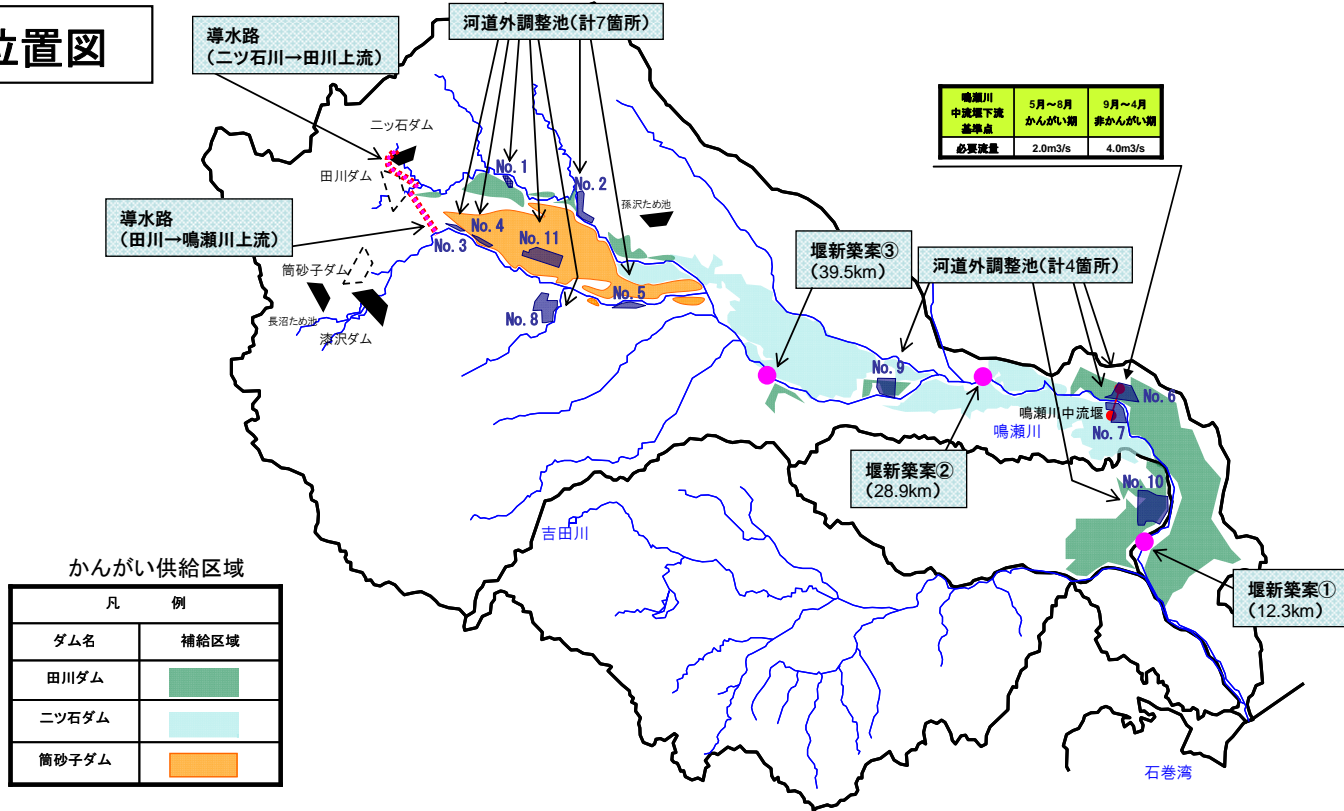 位置図
導水路
(二ツ石川→田川上流)
河道外調整池(計7箇所)
鳴瀬川
中流堰下流
基準点
5月~8月
かんがい期
9月~4月
非かんがい期
必要流量
2.0m3/s
4.0m3/s
二ッ石ダム
田川ダム
No.1
No.2
孫沢ため池
導水路
(田川→鳴瀬川上流)
No.3
No.4
No.11
堰新築案③
(39.5km)
河道外調整池(計4箇所)
筒砂子ダム
長沼ため池
漆沢ダム
No.5
No.8
No.9
No.6
鳴瀬川中流堰
鳴瀬川
No.7
堰新築案②
(28.9km)
No.10
吉田川
堰新築案①
(12.3km)
かんがい供給区域
凡 例
ダム名
補給区域
田川ダム
二ツ石ダム
筒砂子ダム
石巻湾